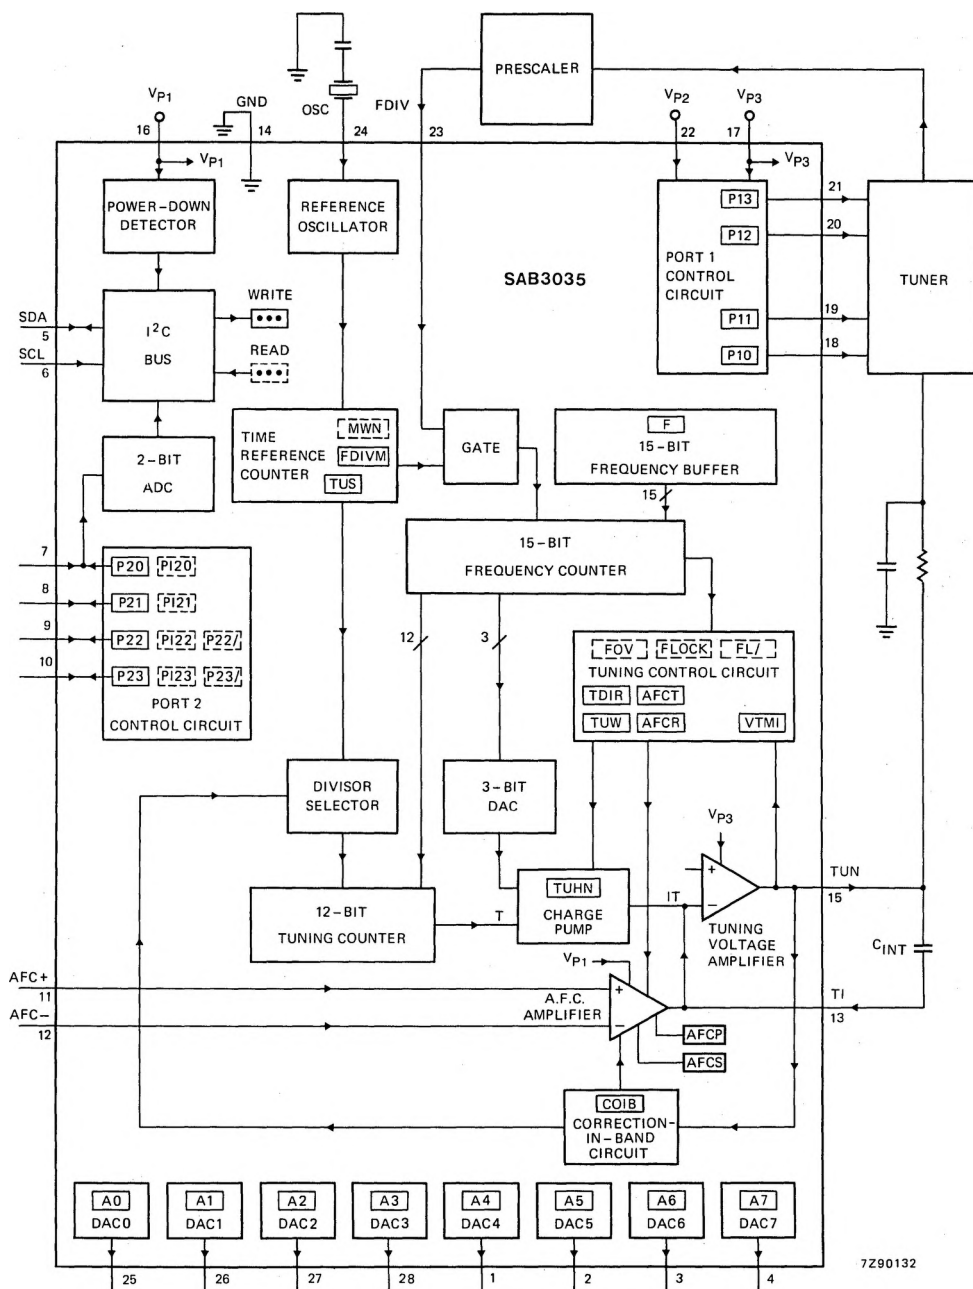 PRESCALER
OSC
FDIV
VP1
GND
VP2
VP3
16
14
24
23
22
17
VP1
VP3
POWER-DOWN
DETECTOR
REFERENCE
OSCILLATOR
SAB3035
P13
P12
PORT 1
CONTROL
CIRCUIT
P11
P10
21
20
19
18
TUNER
SDA
5
SCL
6
I2C
BUS
WRITE
READ
2-BIT
ADC
TIME
REFERENCE
COUNTER
MWN
FDIVM
TUS
GATE
F
15-BIT
FREQUENCY BUFFER
15
15-BIT
FREQUENCY COUNTER
7
8
9
10
P20 PI20
P21 PI21
P22 PI22 P22/
P23 PI23 P23/
PORT 2
CONTROL CIRCUIT
12
3
FOV FLOCK FL/
TUNING CONTROL CIRCUIT
TDIR AFCT
TUW AFCR VTMI
DIVISOR
SELECTOR
3-BIT
DAC
VP3
12-BIT
TUNING COUNTER
T
TUHN
CHARGE
PUMP
IT
+
−
TUNING
VOLTAGE
AMPLIFIER
TUN
15
CINT
TI
13
AFC+
11
AFC−
12
VP1
A.F.C.
AMPLIFIER
+
−
AFCP
AFCS
COIB
CORRECTION-
IN-BAND
CIRCUIT
A0 A1 A2 A3 A4 A5 A6 A7
DAC0 DAC1 DAC2 DAC3 DAC4 DAC5 DAC6 DAC7
25 26 27 28 1 2 3 4
7Z90132